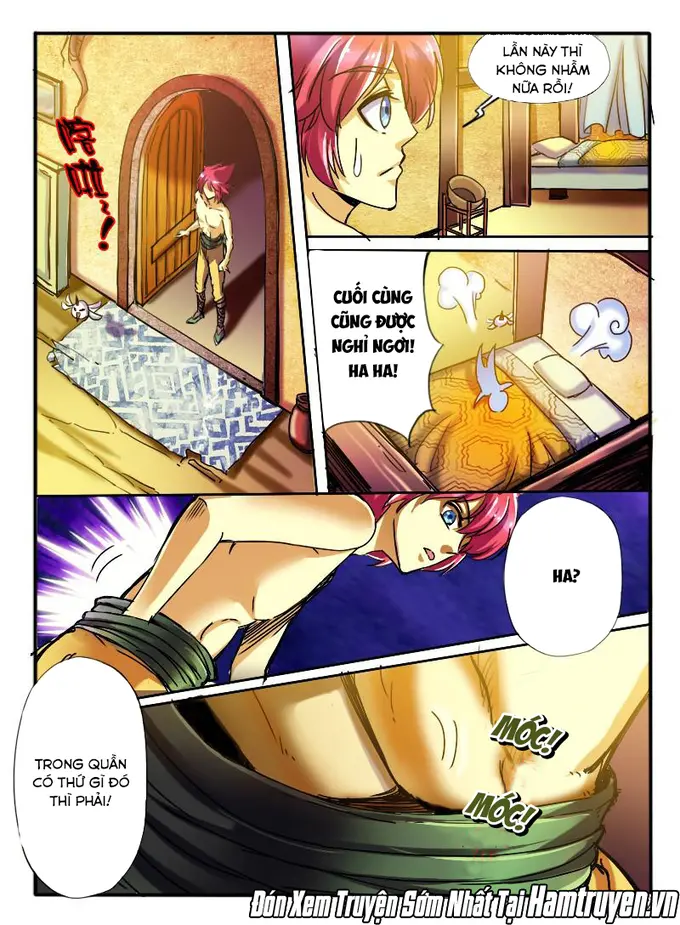 LẦN NÀY THÌ
KHÔNG NHẦM
NỮA RỒI!
CUỐI CÙNG
CŨNG ĐƯỢC
NGHỈ NGƠI!
HA HA!
HA?
TRONG QUẦN
CÓ THỨ GÌ ĐÓ
THÌ PHẢI!
MÓC!
MÓC!
Đón Xem Truyện Sớm Nhất Tại Hamtruyen.vn